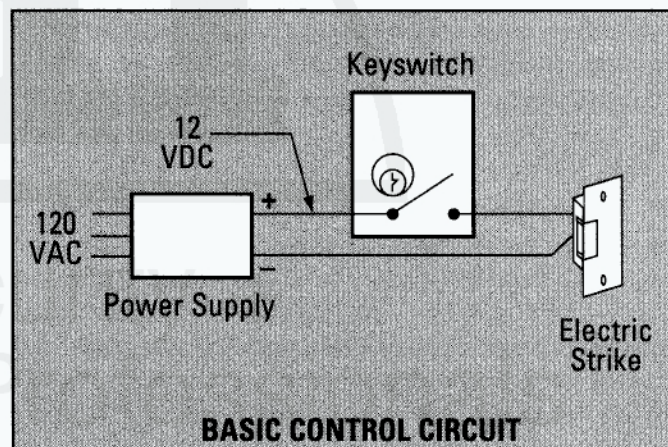 Keyswitch
12
VDC
+
120
VAC
–
Power Supply
Electric
Strike
BASIC CONTROL CIRCUIT